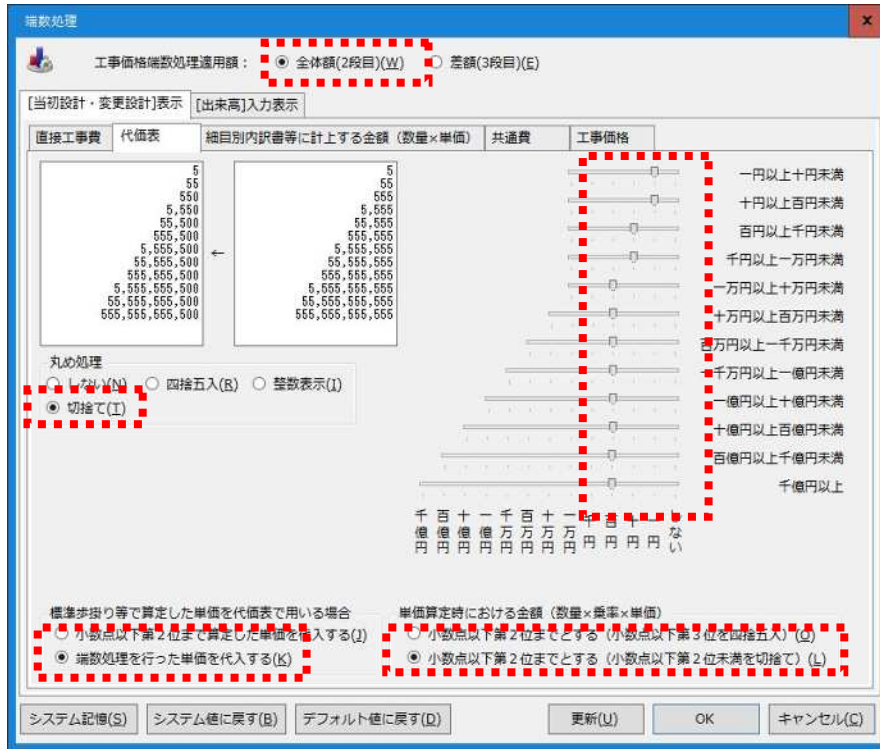 端数処理
x
工事価格端数処理適用額： 全体額(2段目)(W) 差額(3段目)(E)
[当初設計・変更設計]表示 [出来高]入力表示
直接工事費 代価表 細目別内訳書等に計上する金額（数量×単価） 共通費 工事価格
5 5 一円以上十円未満
55 55
550 550 十円以上百円未満
5,550 5,555
55,500 55,555 百円以上千円未満
555,500 555,555
5,555,500 ← 5,555,555 千円以上一万円未満
55,555,500 55,555,555
555,555,500 555,555,555 一万円以上十万円未満
5,555,555,500 5,555,555,555
55,555,555,500 55,555,555,555 十万円以上百万円未満
555,555,555,500 555,555,555,555
百万円以上一千万円未満
丸め処理
しない(N) 四捨五入(R) 整数表示(I) 一千万円以上一億円未満
切捨て(T) 一億円以上十億円未満
十億円以上百億円未満
百億円以上千億円未満
千億円以上
千億円 百億円 十億円 一億円 千万円 百万円 十万円 一万円 千円 百円 十円 一円 しない
標準歩掛り等で算定した単価を代価表で用いる場合 単価算定時における金額（数量×乗率×単価）
小数点以下第２位まで算定した単価を代入する(J) 小数点以下第２位までとする（小数点以下第３位を四捨五入）(O)
端数処理を行った単価を代入する(K) 小数点以下第２位までとする（小数点以下第２位未満を切捨て）(L)
システム記憶(S) システム値に戻す(B) デフォルト値に戻す(D) 更新(U) OK キャンセル(C)